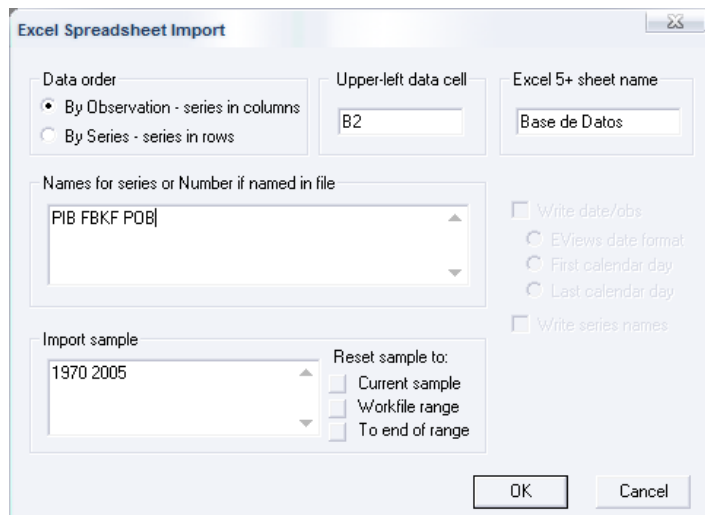 Excel Spreadsheet Import
Data order
By Observation - series in columns
By Series - series in rows
Upper-left data cell
B2
Excel 5+ sheet name
Base de Datos
Names for series or Number if named in file
PIB FBKF POB
Write date/obs
EViews date format
First calendar day
Last calendar day
Write series names
Import sample
1970 2005
Reset sample to:
Current sample
Workfile range
To end of range
OK
Cancel